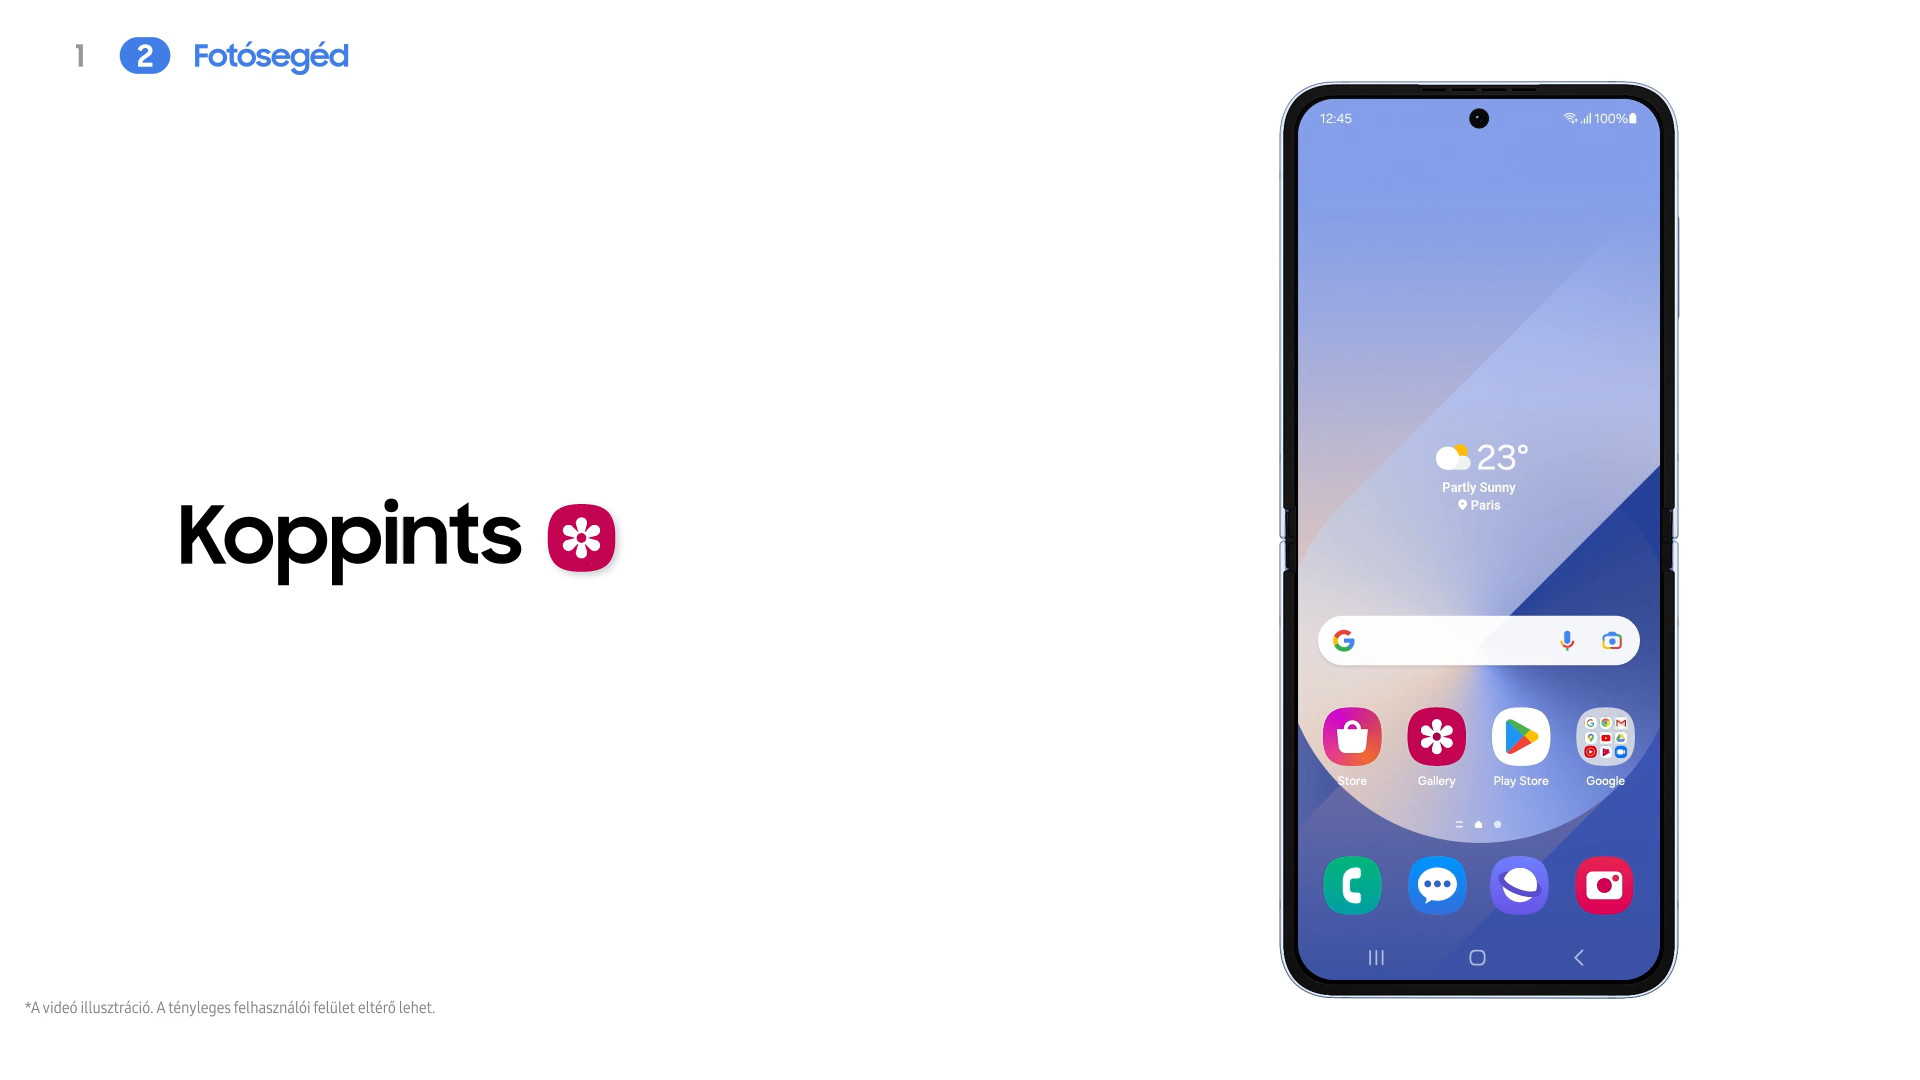 1 2 Fotósegéd
12:45 100%
23°
Partly Sunny
Paris
Koppints
Store Gallery Play Store Google
*A videó illusztráció. A tényleges felhasználói felület eltérő lehet.